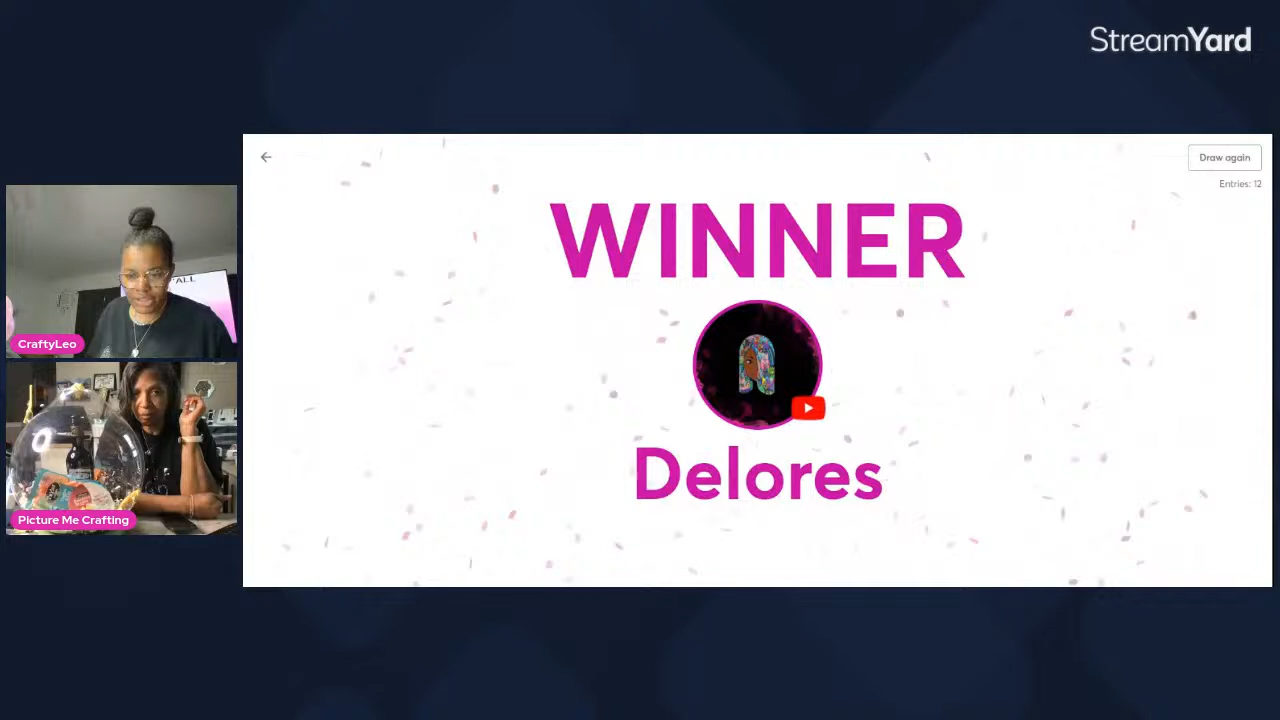 StreamYard
Draw again
Entries: 12
WINNER
Delores
CraftyLeo
Picture Me Crafting